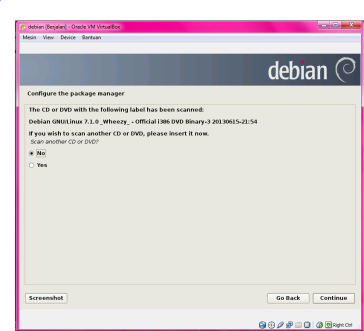 debian [Berjalan] - Oracle VM VirtualBox
Mesin View Device Bantuan
debian
Configure the package manager
The CD or DVD with the following label has been scanned:
Debian GNU/Linux 7.1.0 _Wheezy_ - Official i386 DVD Binary-3 20130615-21:54
If you wish to scan another CD or DVD, please insert it now.
Scan another CD or DVD?
No
Yes
Screenshot
Go Back
Continue
Right Ctrl